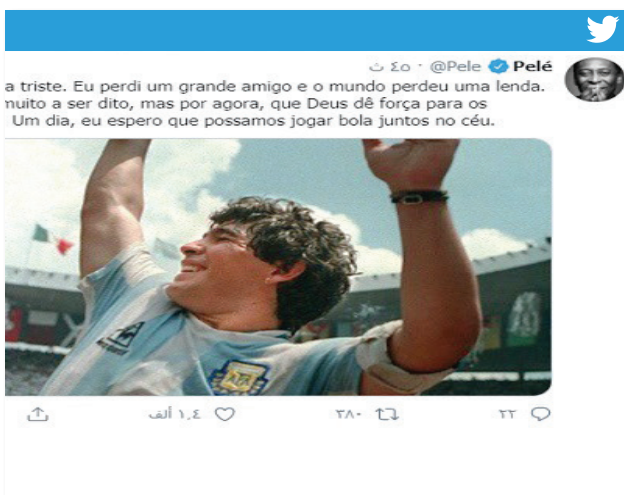 Pelé @Pele · ٤٥ ث
a triste. Eu perdi um grande amigo e o mundo perdeu uma lenda.
muito a ser dito, mas por agora, que Deus dê força para os
Um dia, eu espero que possamos jogar bola juntos no céu.
٢٢ ٣٨٠ ١,٤ ألف